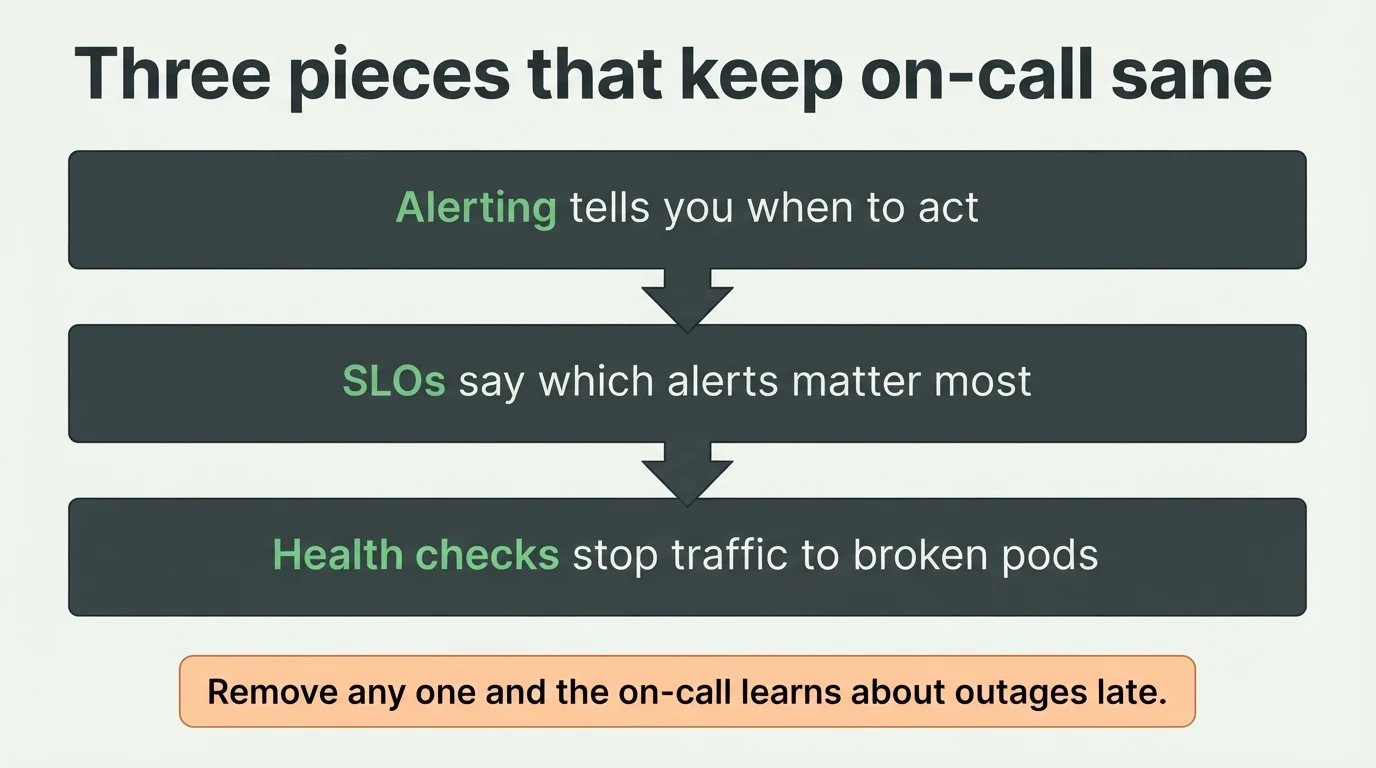 Three pieces that keep on-call sane
Alerting tells you when to act
SLOs say which alerts matter most
Health checks stop traffic to broken pods
Remove any one and the on-call learns about outages late.